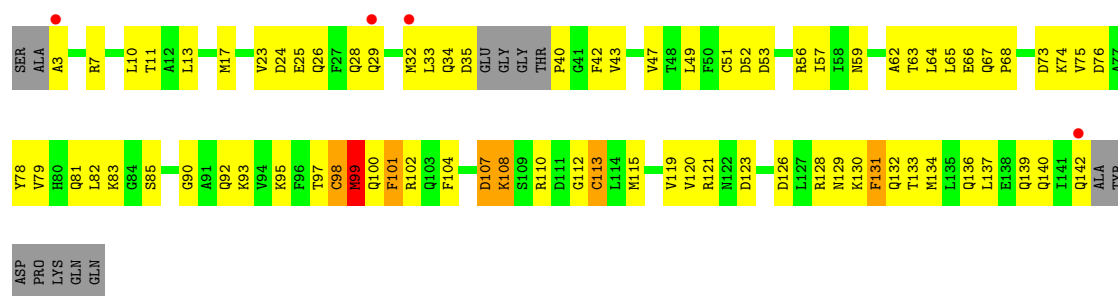 SER ALA A3 R7 L10 T11 A12 L13 M17 V23 D24 E25 Q26 F27 Q28 Q29 M32 L33 Q34 D35 GLU GLY GLY THR P40 G41 F42 V43 V47 T48 L49 F50 C51 D52 D53 R56 I57 I58 N59 A62 T63 L64 L65 E66 Q67 P68 D73 K74 V75 D76 A77
Y78 V79 H80 Q81 L82 K83 G84 S85 G90 A91 Q92 K93 V94 K95 F96 T97 C98 M99 Q100 F101 R102 Q103 F104 D107 K108 S109 R110 D111 G112 C113 L114 M115 V119 V120 R121 N122 D123 D126 L127 R128 N129 K130 F131 Q132 T133 M134 L135 Q136 L137 E138 Q139 Q140 I141 Q142 ALA TYR
ASP PRO LYS GLN GLN